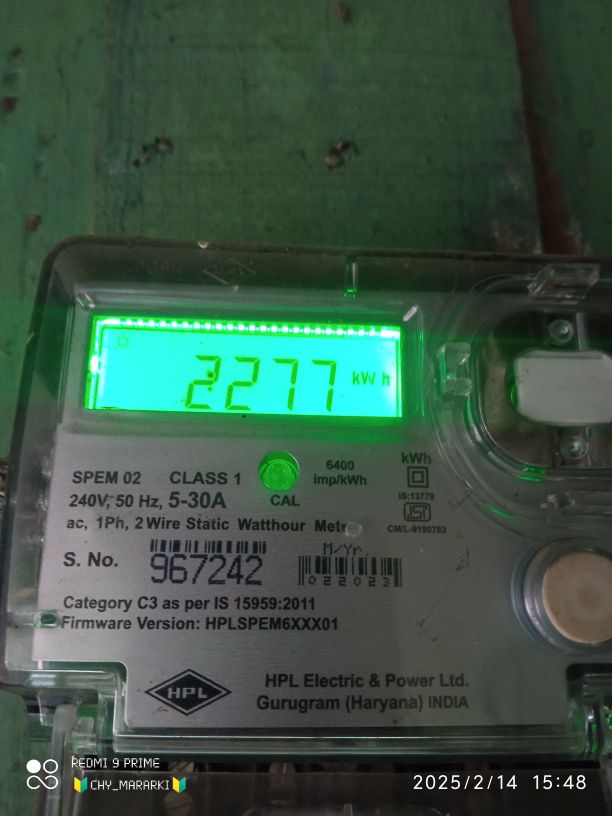 2277 kWh
SPEM 02 CLASS 1
6400 imp/kWh
kWh
IS:13779
240V, 50 Hz, 5-30A
CAL
ISI
CM/L-9190783
ac, 1Ph, 2 Wire Static Watthour Meter
S. No. 967242
M/Yr.
022023
Category C3 as per IS 15959:2011
Firmware Version: HPLSPEM6XXX01
HPL
HPL Electric & Power Ltd.
Gurugram (Haryana) INDIA
REDMI 9 PRIME
🔰CHY_MARARKI🔰
2025/2/14 15:48